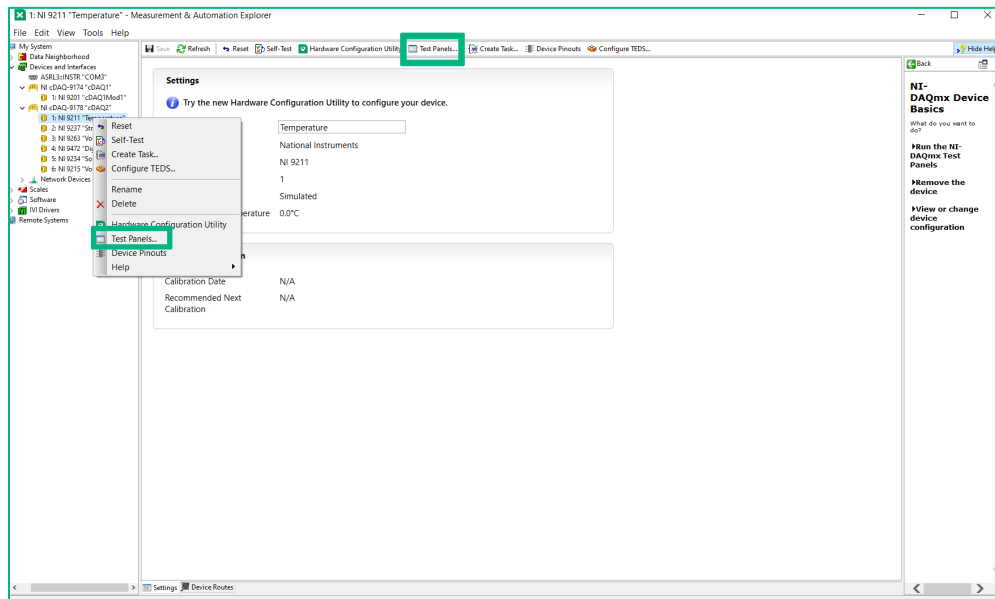 1: NI 9211 "Temperature" - Measurement & Automation Explorer
File Edit View Tools Help
My System
Data Neighborhood
Devices and Interfaces
ASRL3::INSTR "COM3"
NI cDAQ-9174 "cDAQ1"
1: NI 9201 "cDAQ1Mod1"
NI cDAQ-9178 "cDAQ2"
1: NI 9211 "Temperature"
2: NI 9237 "Str
3: NI 9263 "Vo
4: NI 9472 "Dig
5: NI 9234 "So
6: NI 9215 "Vo
Network Devices
Scales
Software
IVI Drivers
Remote Systems
Reset
Self-Test
Create Task...
Configure TEDS...
Rename
Delete
Hardware Configuration Utility
Test Panels...
Device Pinouts
Help
Save Refresh Reset Self-Test Hardware Configuration Utility Test Panels... Create Task... Device Pinouts Configure TEDS... Hide Help
Settings
Try the new Hardware Configuration Utility to configure your device.
Temperature
National Instruments
NI 9211
1
Simulated
perature 0.0°C
n
Calibration Date N/A
Recommended Next N/A
Calibration
Settings Device Routes
Back
NI-
DAQmx Device
Basics
What do you want to
do?
Run the NI-
DAQmx Test
Panels
Remove the
device
View or change
device
configuration